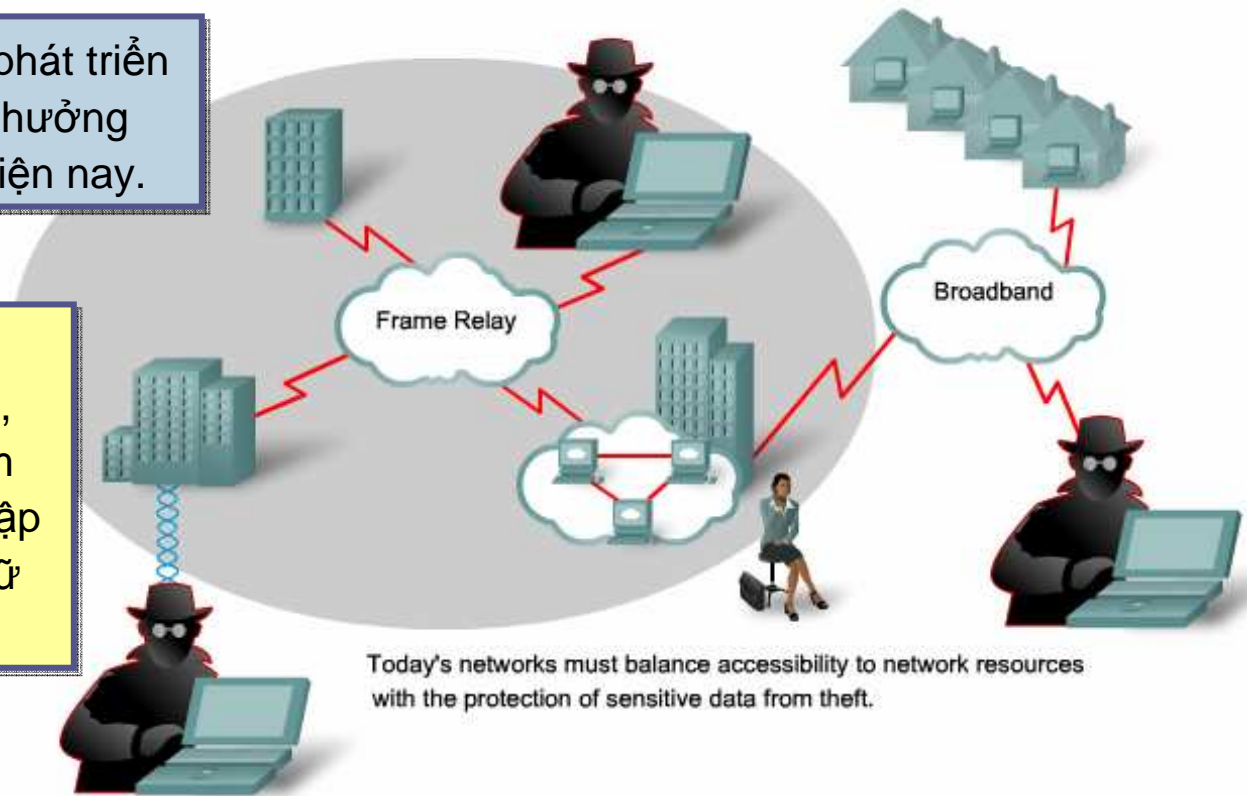 phát triển
hưởng
iện nay.
,
ập
ữ
Frame Relay
Broadband
Today's networks must balance accessibility to network resources
with the protection of sensitive data from theft.